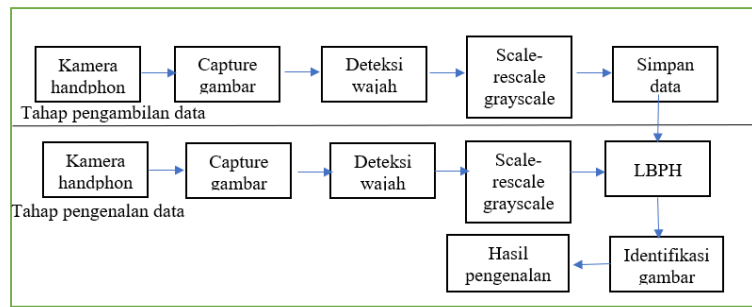 Kamera
handphon
Capture
gambar
Deteksi
wajah
Scale-
rescale
grayscale
Simpan
data
Tahap pengambilan data
Kamera
handphon
Capture
gambar
Deteksi
wajah
Scale-
rescale
grayscale
LBPH
Tahap pengenalan data
Hasil
pengenalan
Identifikasi
gambar